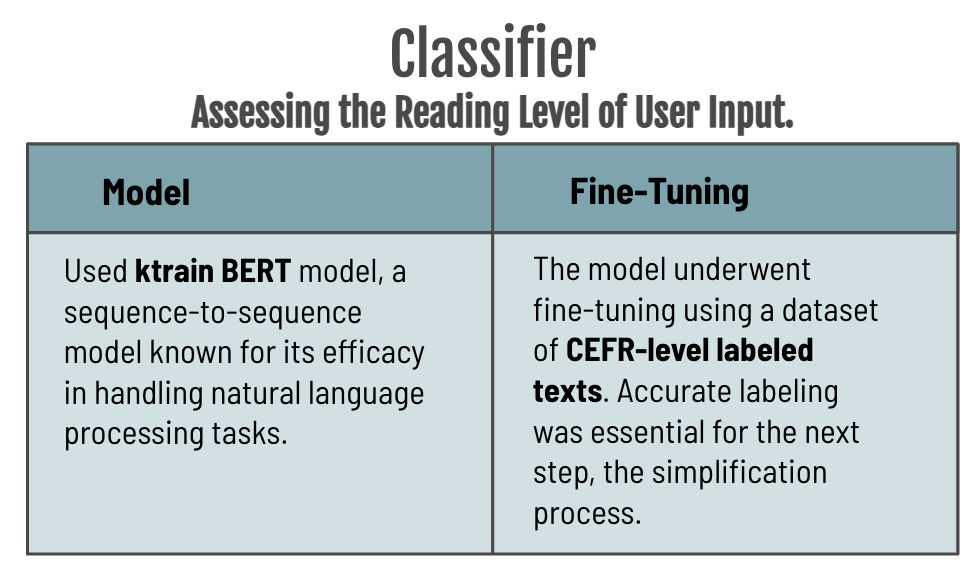 Classifier
Assessing the Reading Level of User Input.
Model
Fine-Tuning
Used ktrain BERT model, a
sequence-to-sequence
model known for its efficacy
in handling natural language
processing tasks.
The model underwent
fine-tuning using a dataset
of CEFR-level labeled
texts. Accurate labeling
was essential for the next
step, the simplification
process.